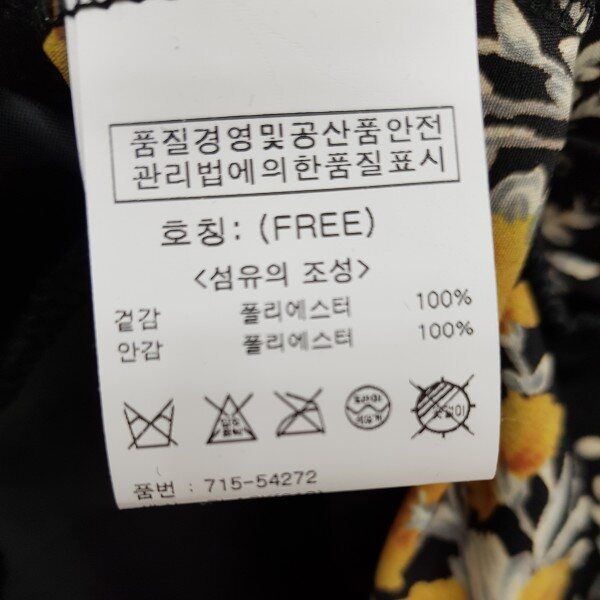 품질경영및공산품안전
관리법에의한품질표시
호칭: (FREE)
<섬유의 조성>
겉감 폴리에스터 100%
안감 폴리에스터 100%
품번 : 715-54272